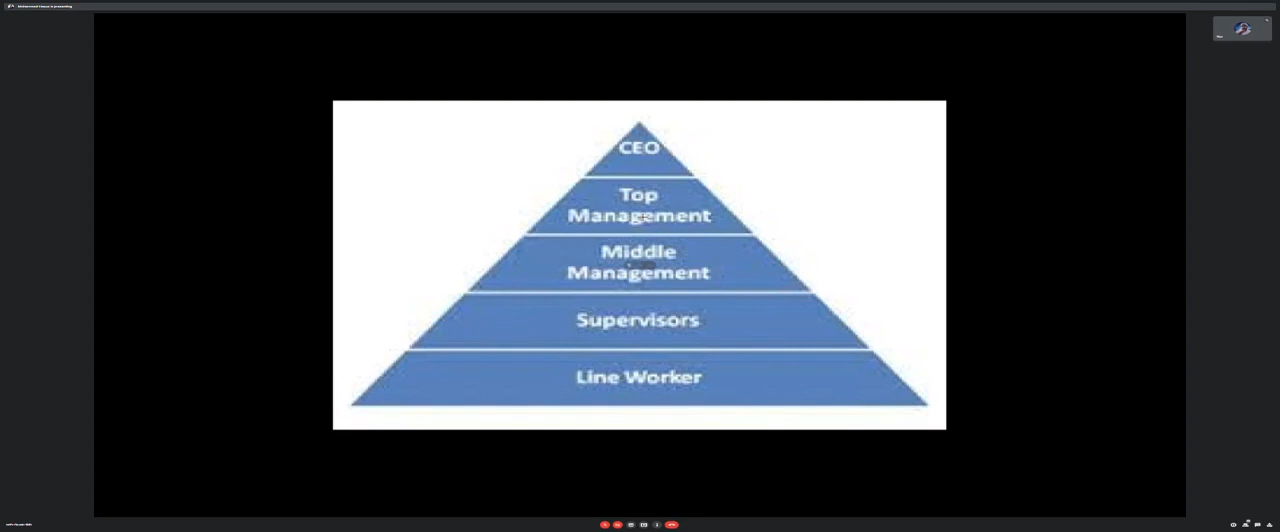 CEO
Top
Management
Middle
Management
Supervisors
Line Worker